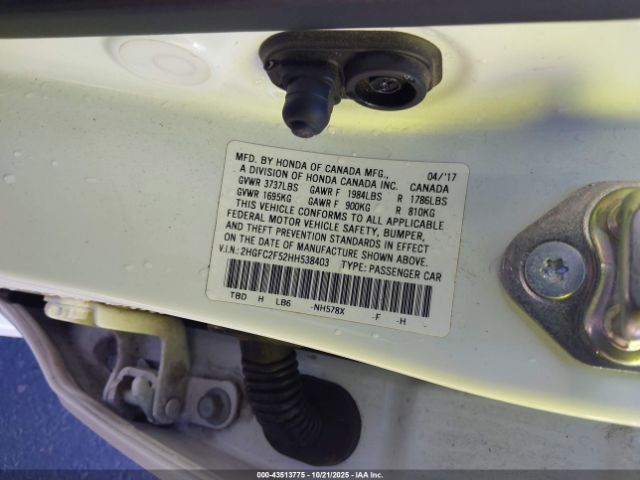 MFD. BY HONDA OF CANADA MFG., 04/'17
A DIVISION OF HONDA CANADA INC. CANADA
GVWR 3737LBS GAWR F 1984LBS R 1786LBS
GVWR 1695KG GAWR F 900KG R 810KG
THIS VEHICLE CONFORMS TO ALL APPLICABLE
FEDERAL MOTOR VEHICLE SAFETY, BUMPER,
AND THEFT PREVENTION STANDARDS IN EFFECT
ON THE DATE OF MANUFACTURE SHOWN ABOVE.
V.I.N.: 2HGFC2F52HH538403 TYPE: PASSENGER CAR
TBD H LB6 -NH578X -F -H -
000-43513775 - 10/21/2025 - IAA Inc.